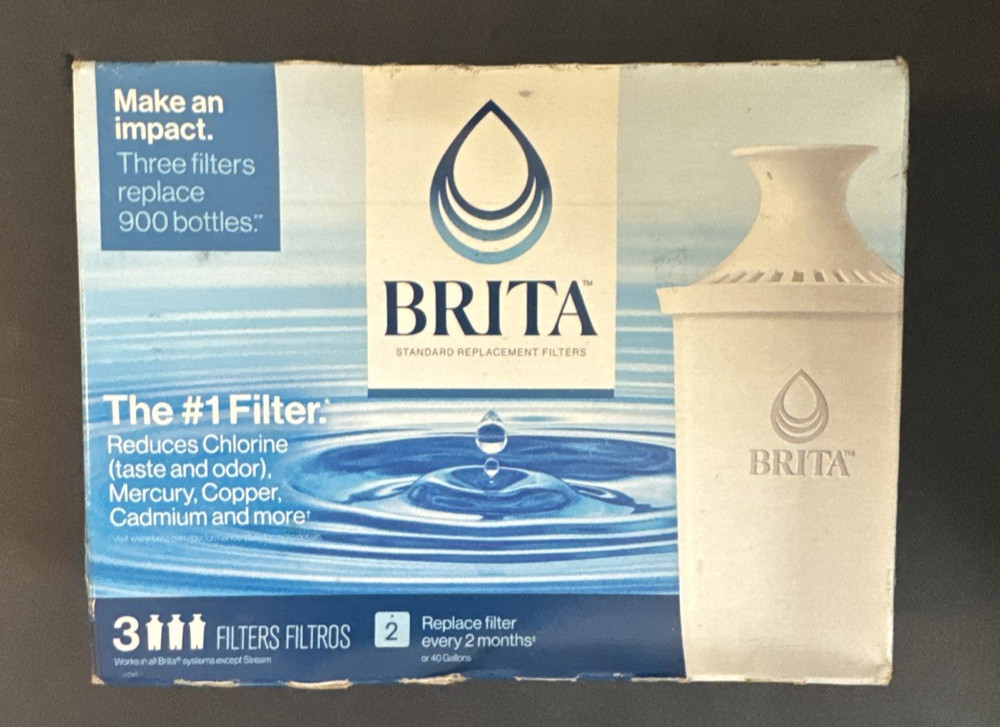 Make an
impact.
Three filters
replace
900 bottles.**
BRITA™
STANDARD REPLACEMENT FILTERS
The #1 Filter.*
Reduces Chlorine
(taste and odor),
Mercury, Copper,
Cadmium and more†
BRITA™
3 FILTERS FILTROS
Works in all Brita® systems except Stream
2
Replace filter
every 2 months‡
or 40 Gallons